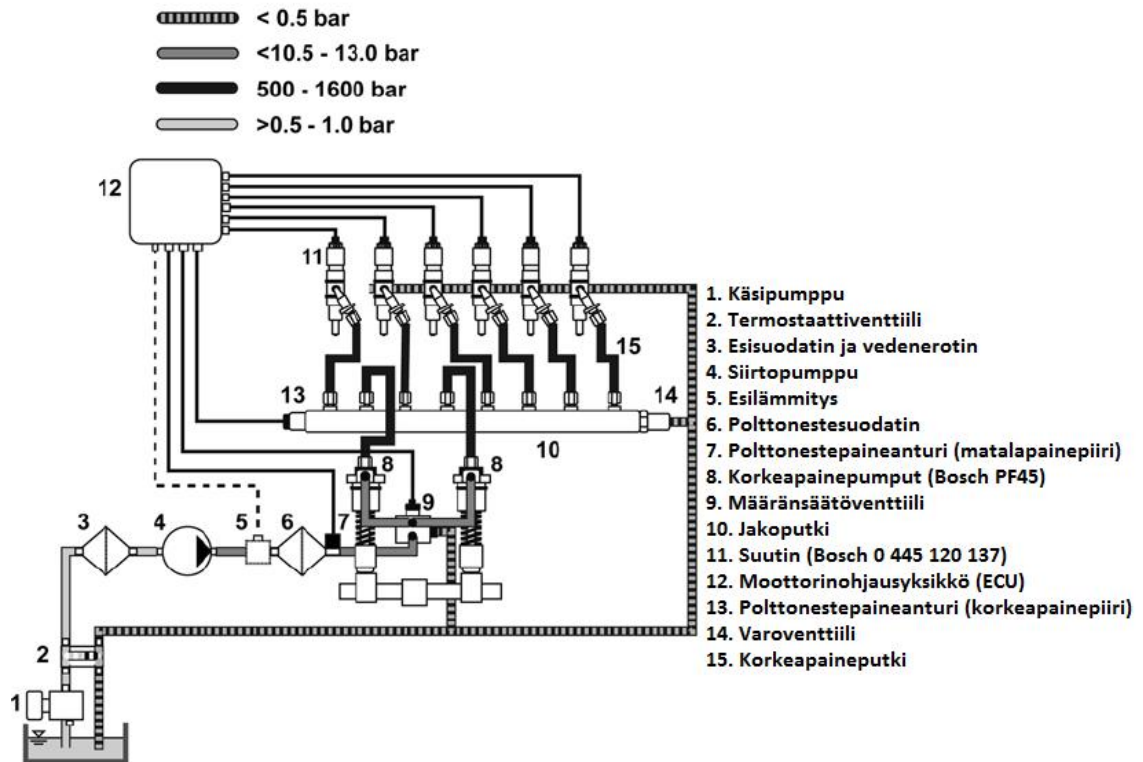 < 0.5 bar
<10.5 - 13.0 bar
500 - 1600 bar
>0.5 - 1.0 bar
12
11
15
13
14
10
8
8
9
3
4
5
6
7
2
1
1. Käsipumppu
2. Termostaattiventtiili
3. Esisuodatin ja vedenerotin
4. Siirtopumppu
5. Esilämmitys
6. Polttonestesuodatin
7. Polttonestepaineanturi (matalapainepiiri)
8. Korkeapainepumput (Bosch PF45)
9. Määränsäätöventtiili
10. Jakoputki
11. Suutin (Bosch 0 445 120 137)
12. Moottorinohjausyksikkö (ECU)
13. Polttonestepaineanturi (korkeapainepiiri)
14. Varoventtiili
15. Korkeapaineputki